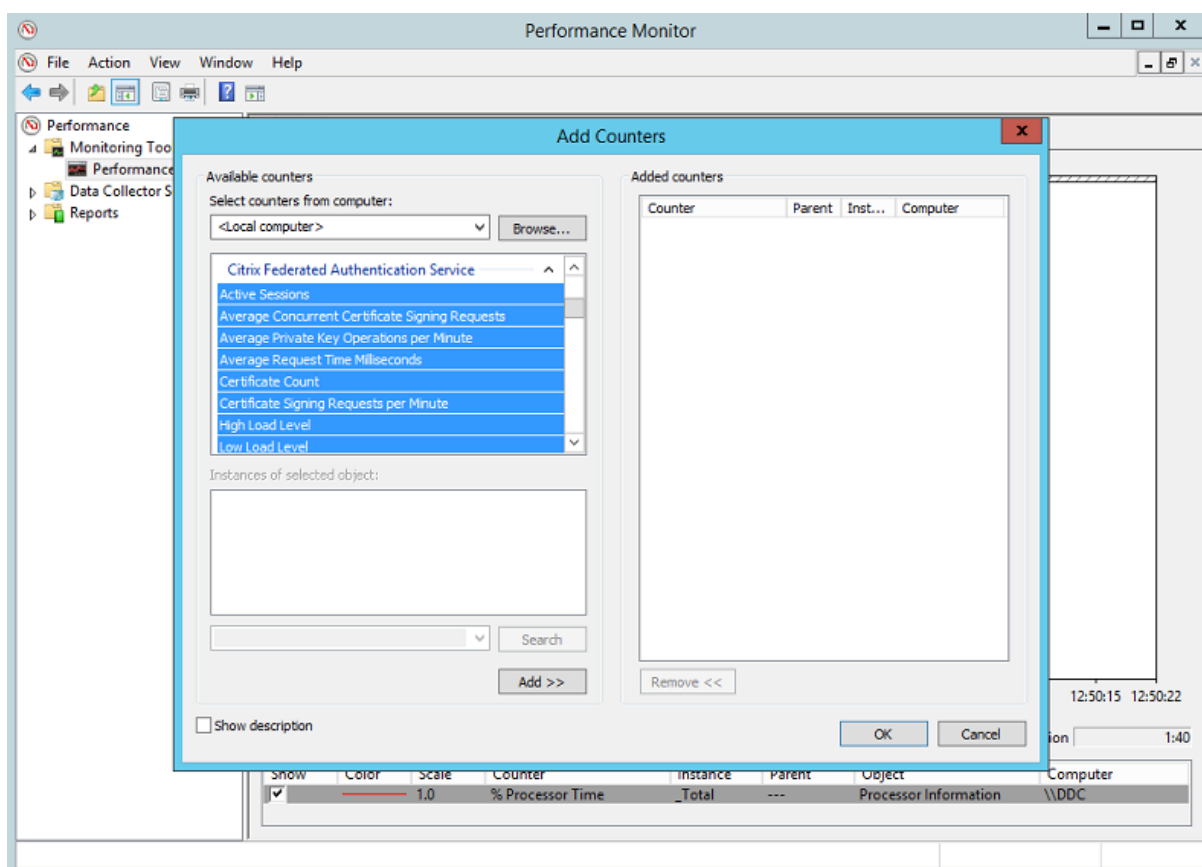 Performance Monitor
File Action View Window Help
Performance
Monitoring Too
Performance
Data Collector S
Reports
Add Counters
Available counters
Select counters from computer:
<Local computer>
Browse...
Citrix Federated Authentication Service
Active Sessions
Average Concurrent Certificate Signing Requests
Average Private Key Operations per Minute
Average Request Time Milliseconds
Certificate Count
Certificate Signing Requests per Minute
High Load Level
Low Load Level
Instances of selected object:
Search
Add >>
Show description
Added counters
Counter Parent Inst... Computer
Remove <<
OK Cancel
12:50:15 12:50:22
ion 1:40
Show Color Scale Counter Instance Parent Object Computer
1.0 % Processor Time _Total --- Processor Information \\DDC